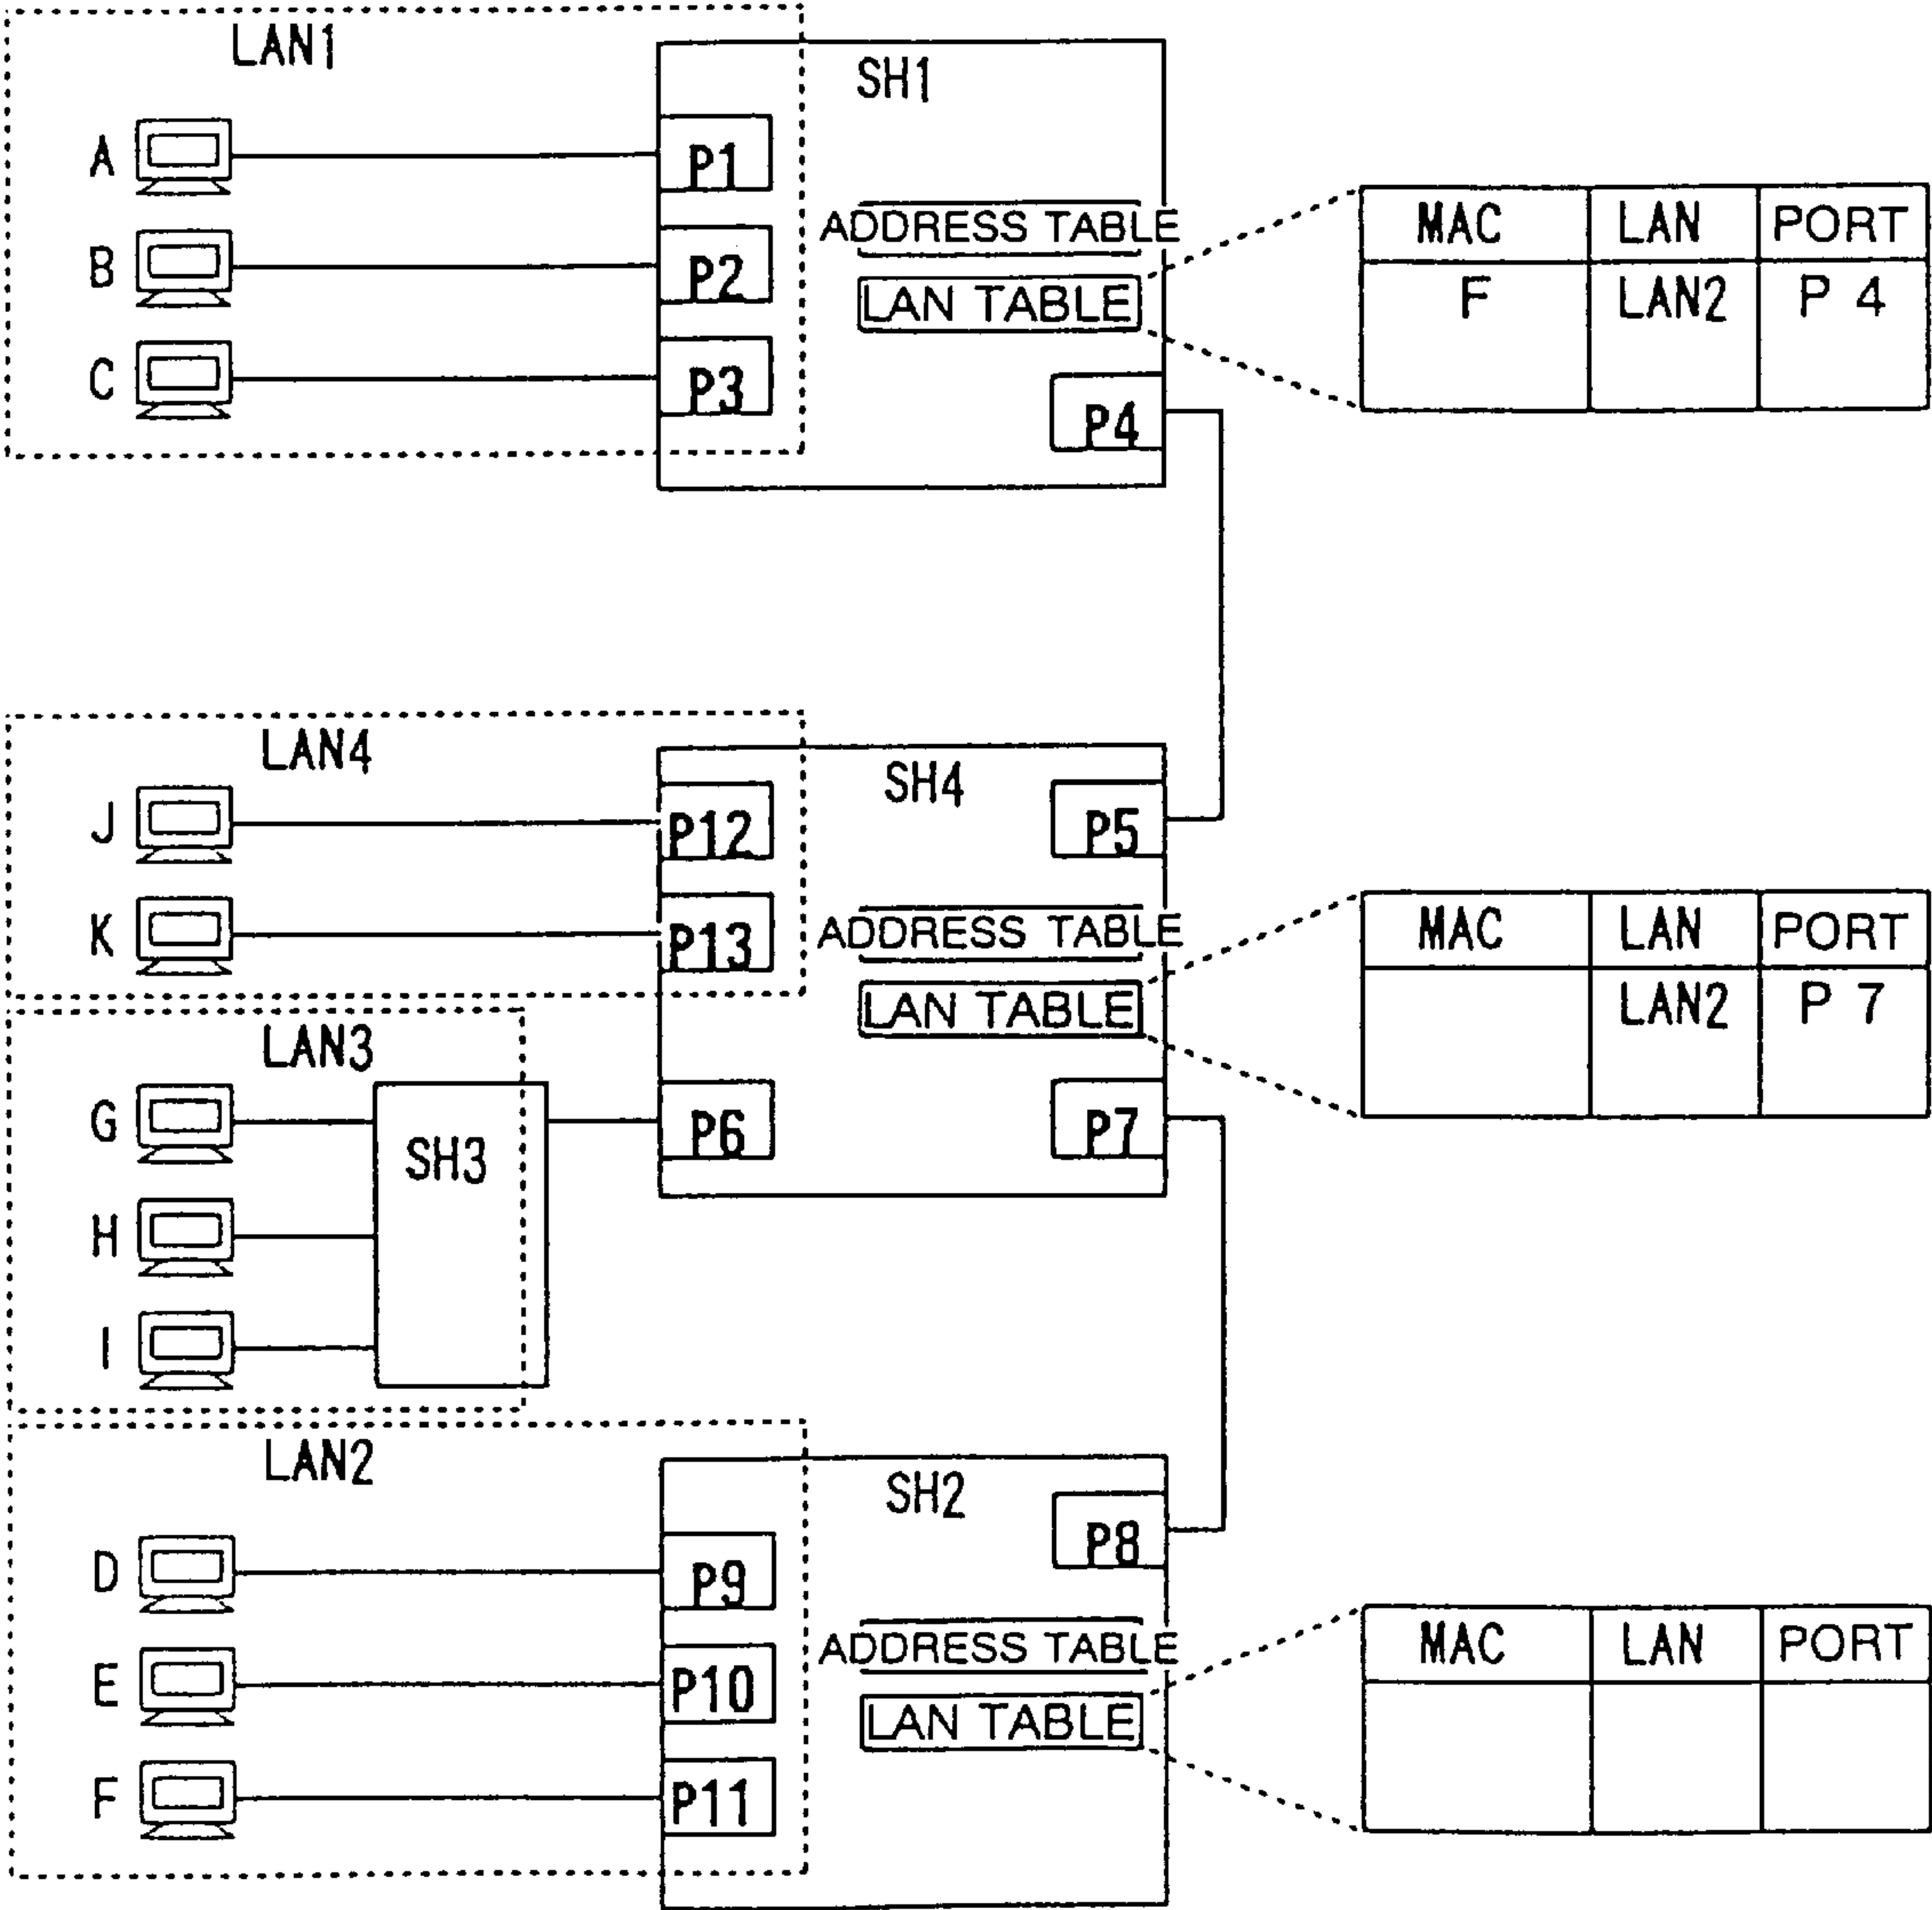 LAN1
SH1
A
P1
B
P2
C
P3
P4
ADDRESS TABLE
LAN TABLE
MAC LAN PORT
F LAN2 P 4
LAN4
SH4
J
P12
P5
K
P13
ADDRESS TABLE
LAN TABLE
MAC LAN PORT
LAN2 P 7
LAN3
G
SH3
P6
P7
H
I
LAN2
SH2
P8
D
P9
E
P10
F
P11
ADDRESS TABLE
LAN TABLE
MAC LAN PORT